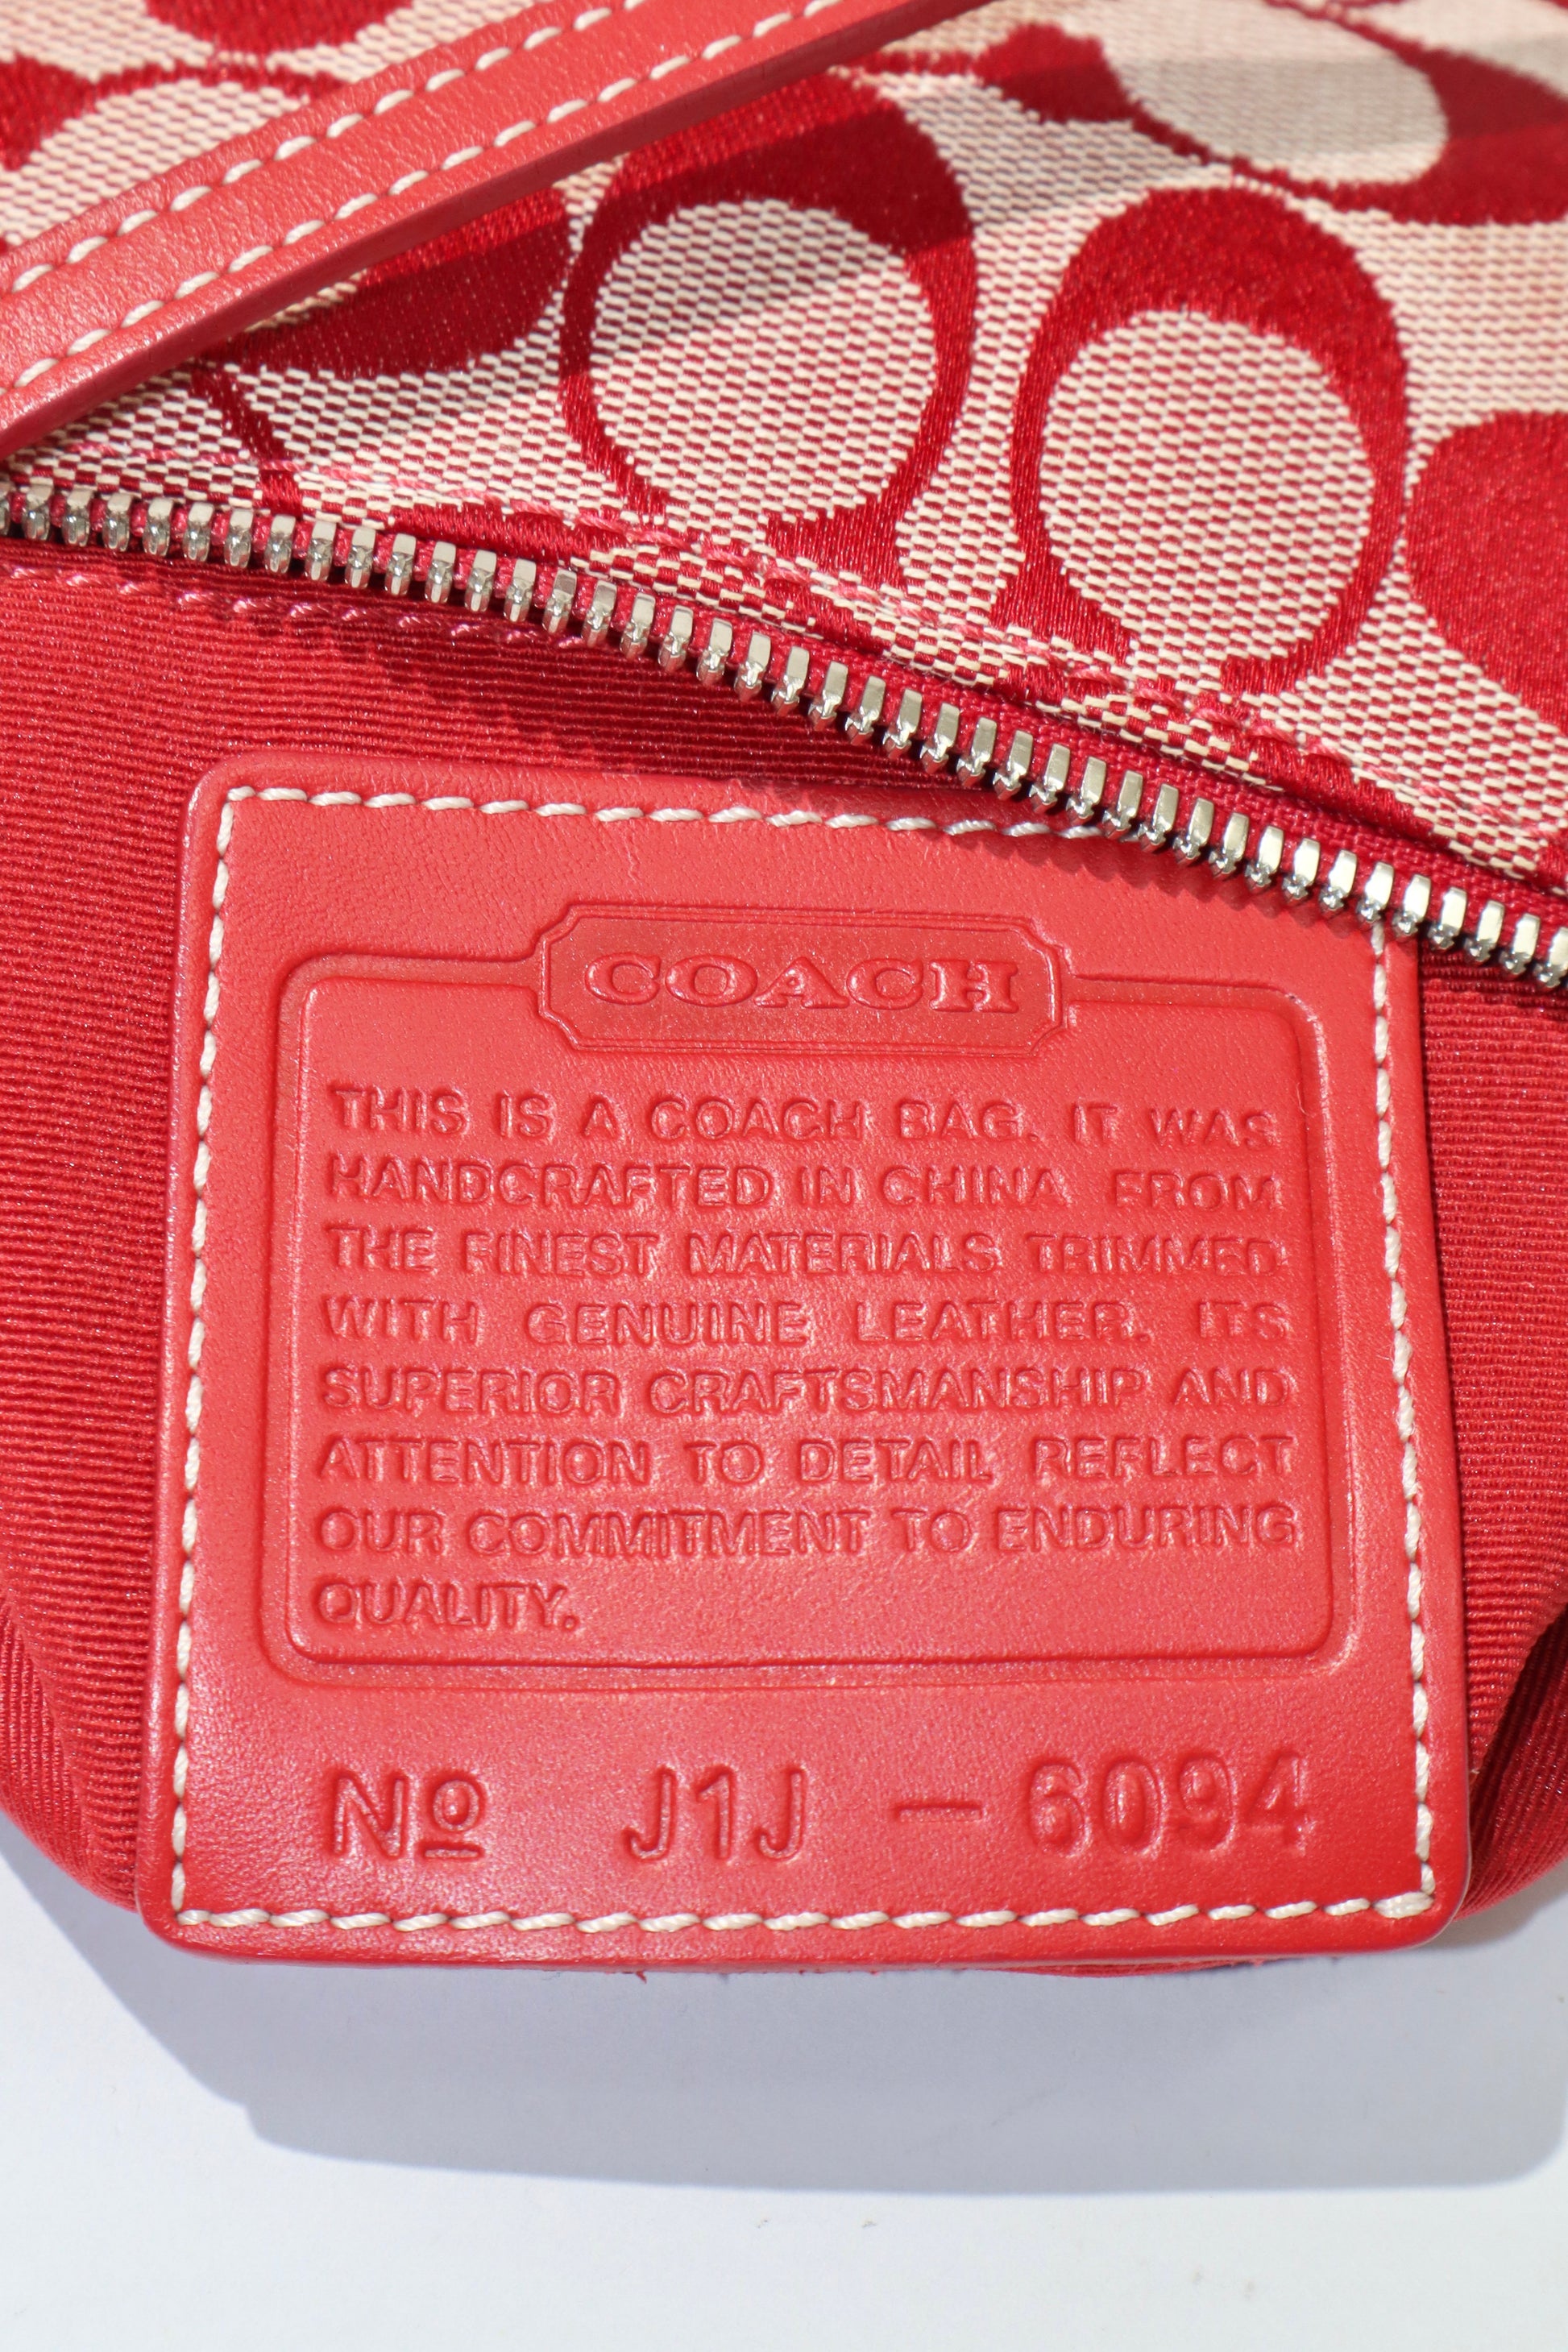 COACH
THIS IS A COACH BAG. IT WAS
HANDCRAFTED IN CHINA FROM
THE FINEST MATERIALS TRIMMED
WITH GENUINE LEATHER. ITS
SUPERIOR CRAFTSMANSHIP AND
ATTENTION TO DETAIL REFLECT
OUR COMMITMENT TO ENDURING
QUALITY.
Nº J1J - 6094